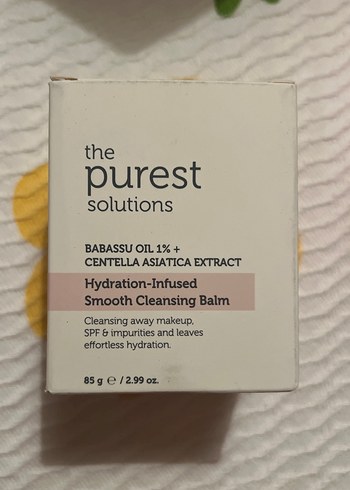 the
purest
solutions
BABASSU OIL 1% +
CENTELLA ASIATICA EXTRACT
Hydration-Infused
Smooth Cleansing Balm
Cleansing away makeup,
SPF & impurities and leaves
effortless hydration.
85 g ℮ / 2.99 oz.